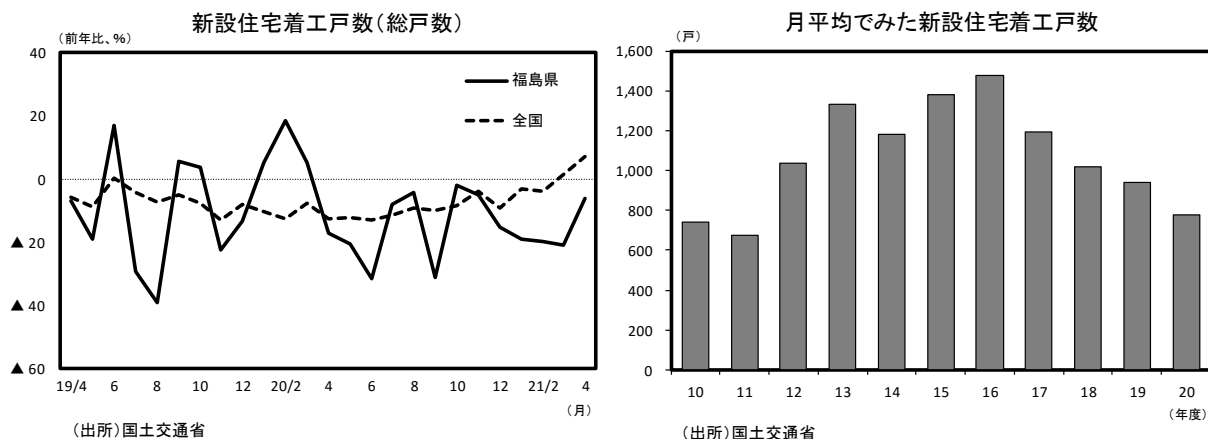 新設住宅着工戸数（総戸数）
（前年比、％）
40
20
0
▲ 20
▲ 40
▲ 60
福島県
全国
19/4 6 8 10 12 20/2 4 6 8 10 12 21/2 4
（月）
（出所）国土交通省
月平均でみた新設住宅着工戸数
（戸）
1,600
1,400
1,200
1,000
800
600
400
200
0
10 11 12 13 14 15 16 17 18 19 20
（年度）
（出所）国土交通省